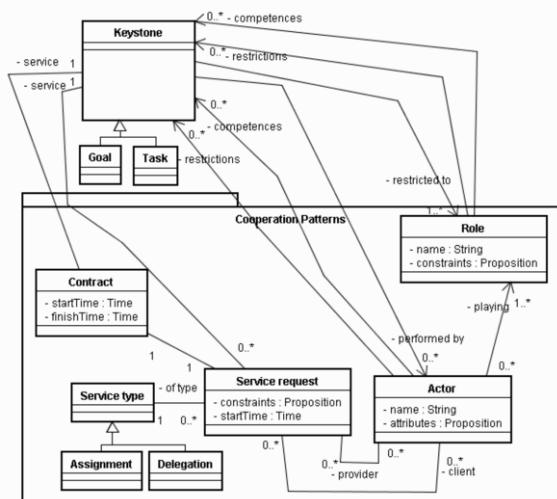 0..*
- competences
Keystone
0..*
- restrictions
- service
1
- service
1
0..*
- competences
0..*
Goal
Task
- restrictions
- restricted to
Cooperation Patterns
1..*
Role
- name : String
- constraints : Proposition
Contract
- startTime : Time
- finishTime : Time
- playing
1..*
- performed by
1
1
0..*
0..*
0..*
Service type
- of type
1
0..*
Service request
- constraints : Proposition
- startTime : Time
Actor
- name : String
- attributes : Proposition
Assignment
Delegation
0..*
0..*
- provider
0..*
0..*
- client